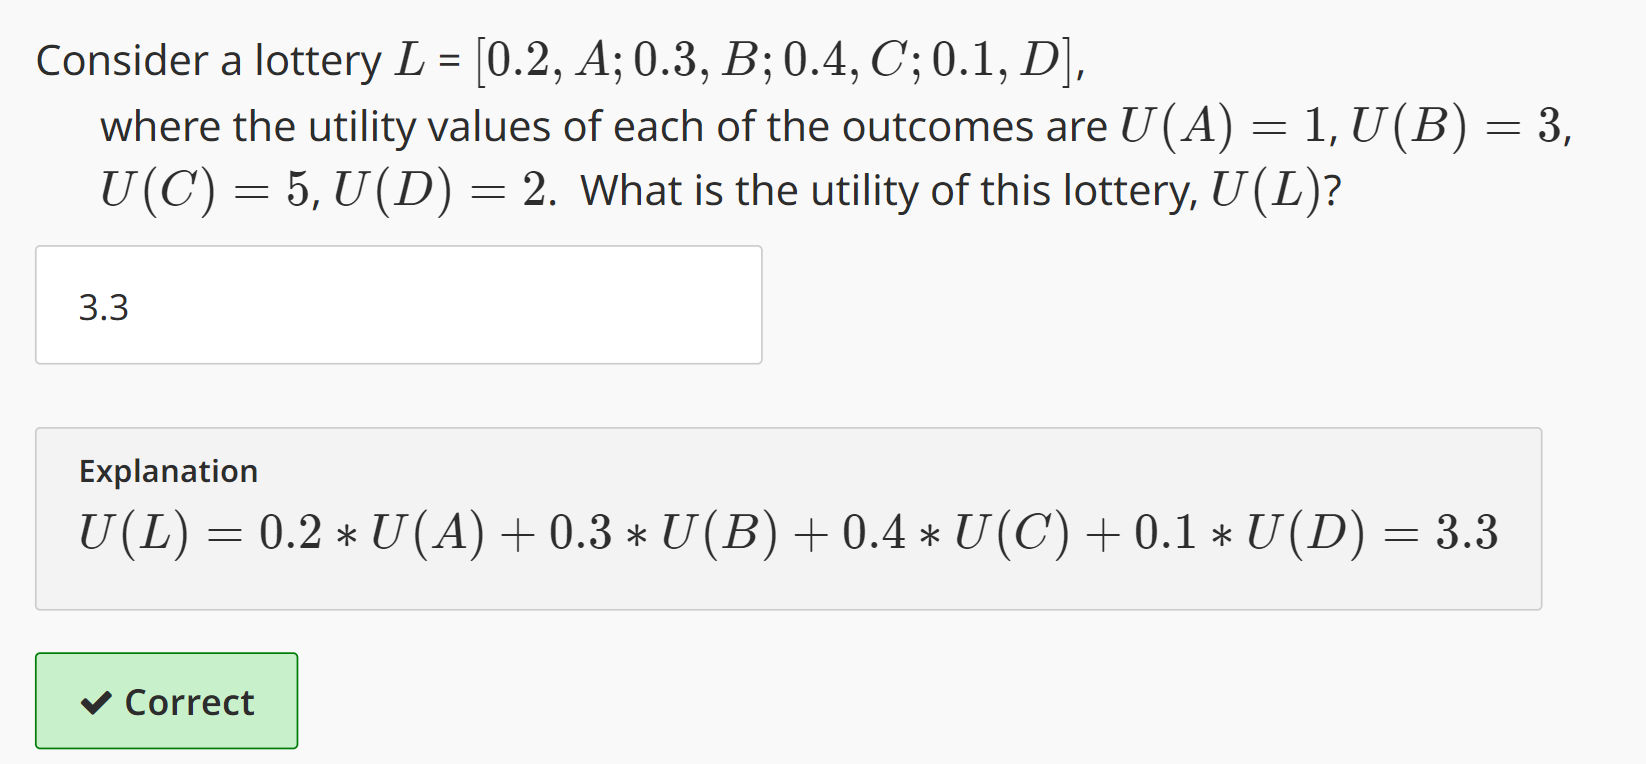 Consider a lottery L = [0.2, A; 0.3, B; 0.4, C; 0.1, D],
where the utility values of each of the outcomes are U(A) = 1, U(B) = 3,
U(C) = 5, U(D) = 2. What is the utility of this lottery, U(L)?
3.3
Explanation
U(L) = 0.2 * U(A) + 0.3 * U(B) + 0.4 * U(C) + 0.1 * U(D) = 3.3
✔ Correct